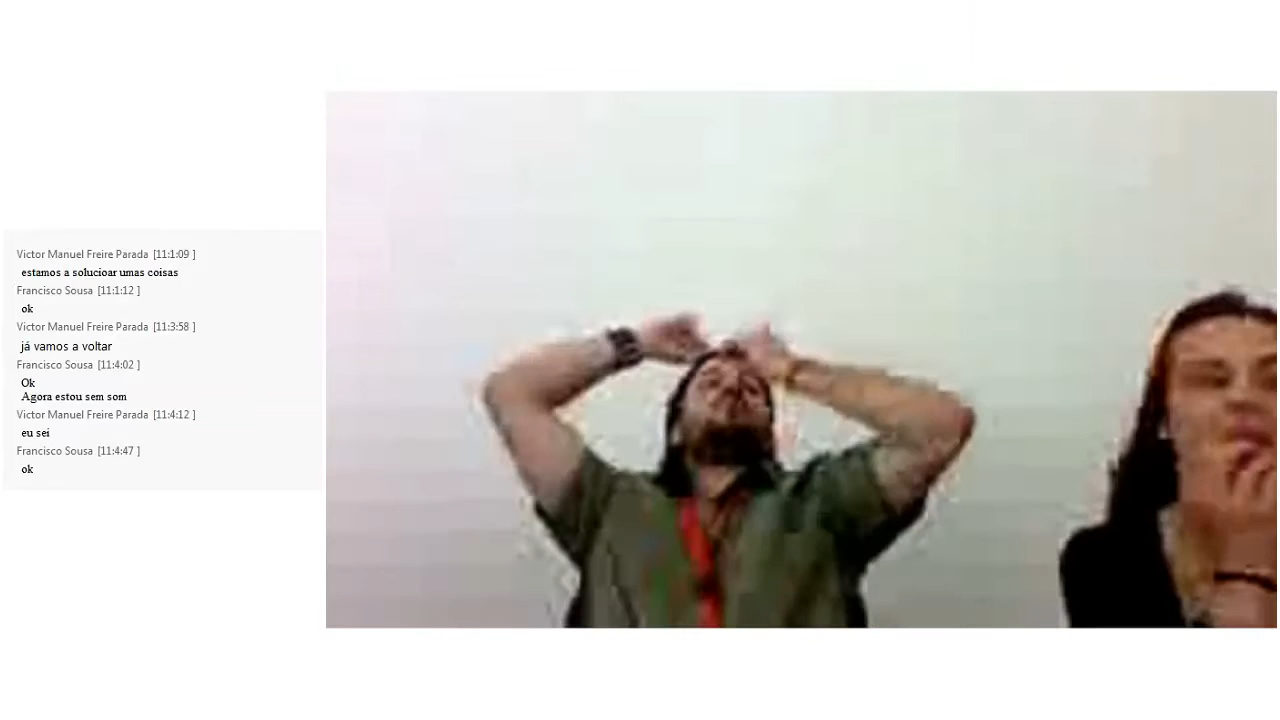 Victor Manuel Freire Parada [11:1:09 ]
estamos a solucioar umas coisas
Francisco Sousa [11:1:12 ]
ok
Victor Manuel Freire Parada [11:3:58 ]
já vamos a voltar
Francisco Sousa [11:4:02 ]
Ok
Agora estou sem som
Victor Manuel Freire Parada [11:4:12 ]
eu sei
Francisco Sousa [11:4:47 ]
ok